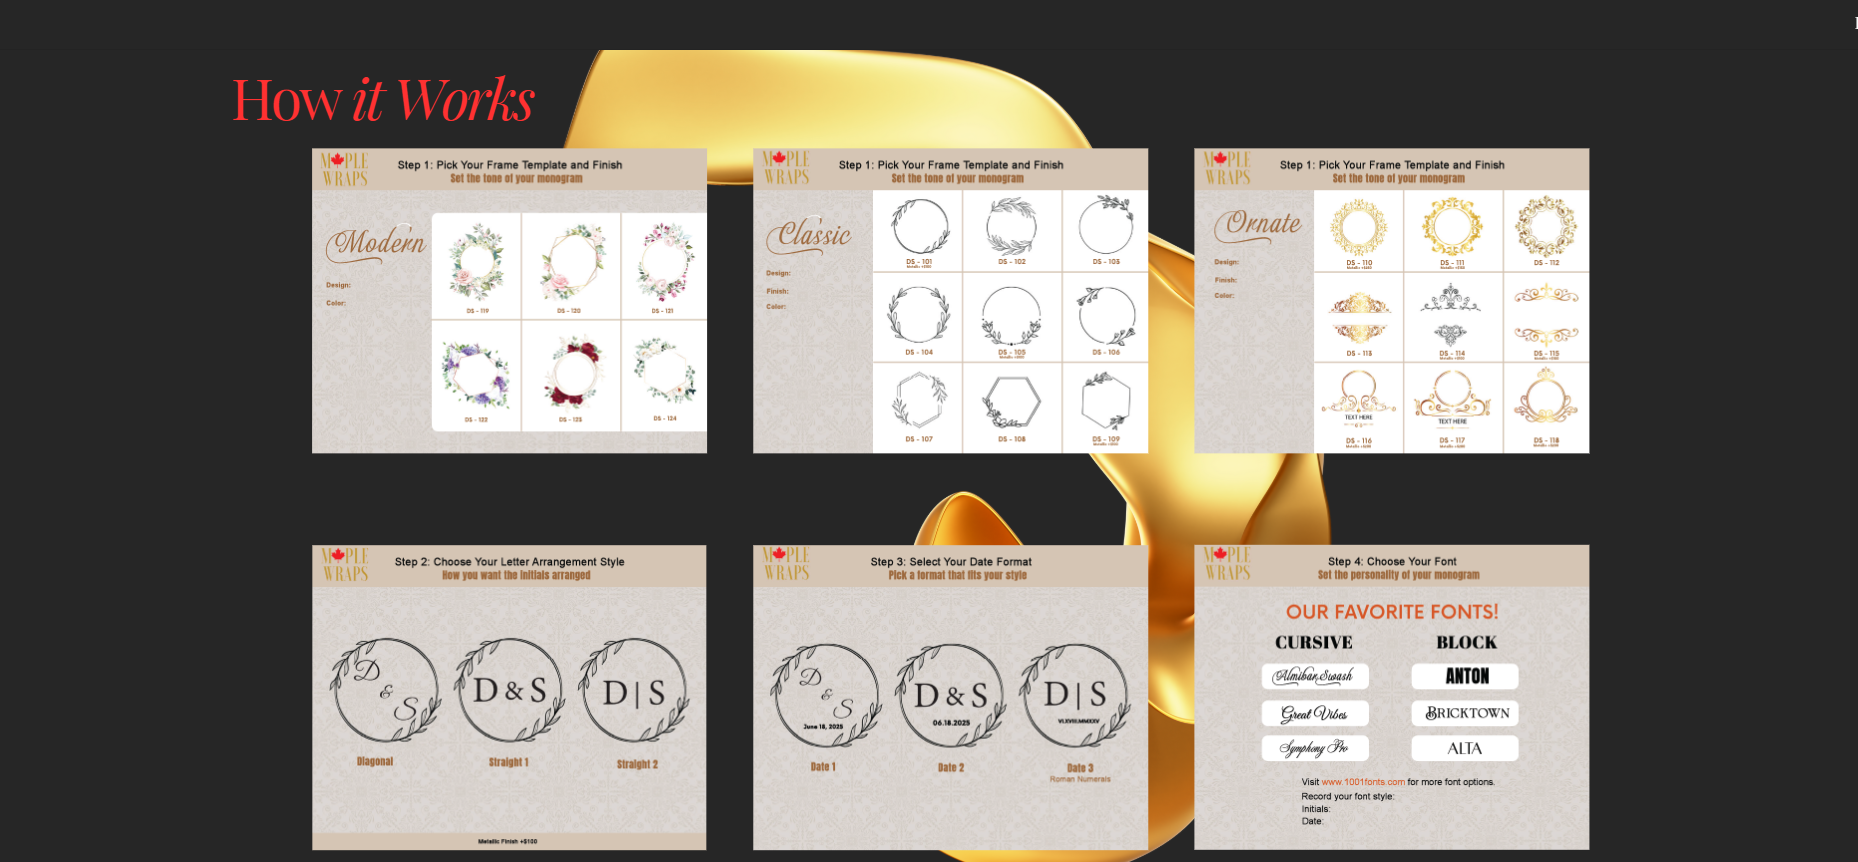 How it Works
MAPLE
WRAPS
Step 1: Pick Your Frame Template and Finish
Set the tone of your monogram
Modern
Design:
Color:
DS - 119
DS - 120
DS - 121
DS - 122
DS - 123
DS - 124
MAPLE
WRAPS
Step 1: Pick Your Frame Template and Finish
Set the tone of your monogram
Classic
Design:
Finish:
Color:
DS - 101
DS - 102
DS - 103
DS - 104
DS - 105
DS - 106
DS - 107
DS - 108
DS - 109
MAPLE
WRAPS
Step 1: Pick Your Frame Template and Finish
Set the tone of your monogram
Ornate
Design:
Finish:
Color:
DS - 110
DS - 111
DS - 112
DS - 113
DS - 114
DS - 115
TEXT HERE
TEXT HERE
DS - 116
DS - 117
DS - 118
MAPLE
WRAPS
Step 2: Choose Your Letter Arrangement Style
How you want the initials arranged
D & S
D & S
D | S
Diagonal
Straight 1
Straight 2
Metallic Finish +$100
MAPLE
WRAPS
Step 3: Select Your Date Format
Pick a format that fits your style
D & S
June 18, 2025
D & S
06.18.2025
D | S
Date 1
Date 2
Date 3
Roman Numerals
MAPLE
WRAPS
Step 4: Choose Your Font
Set the personality of your monogram
OUR FAVORITE FONTS!
CURSIVE
BLOCK
Almibar Swash
ANTON
Great Vibes
BRICKTOWN
Symphony Pro
ALTA
Visit www.1001fonts.com for more font options.
Record your font style:
Initials:
Date: